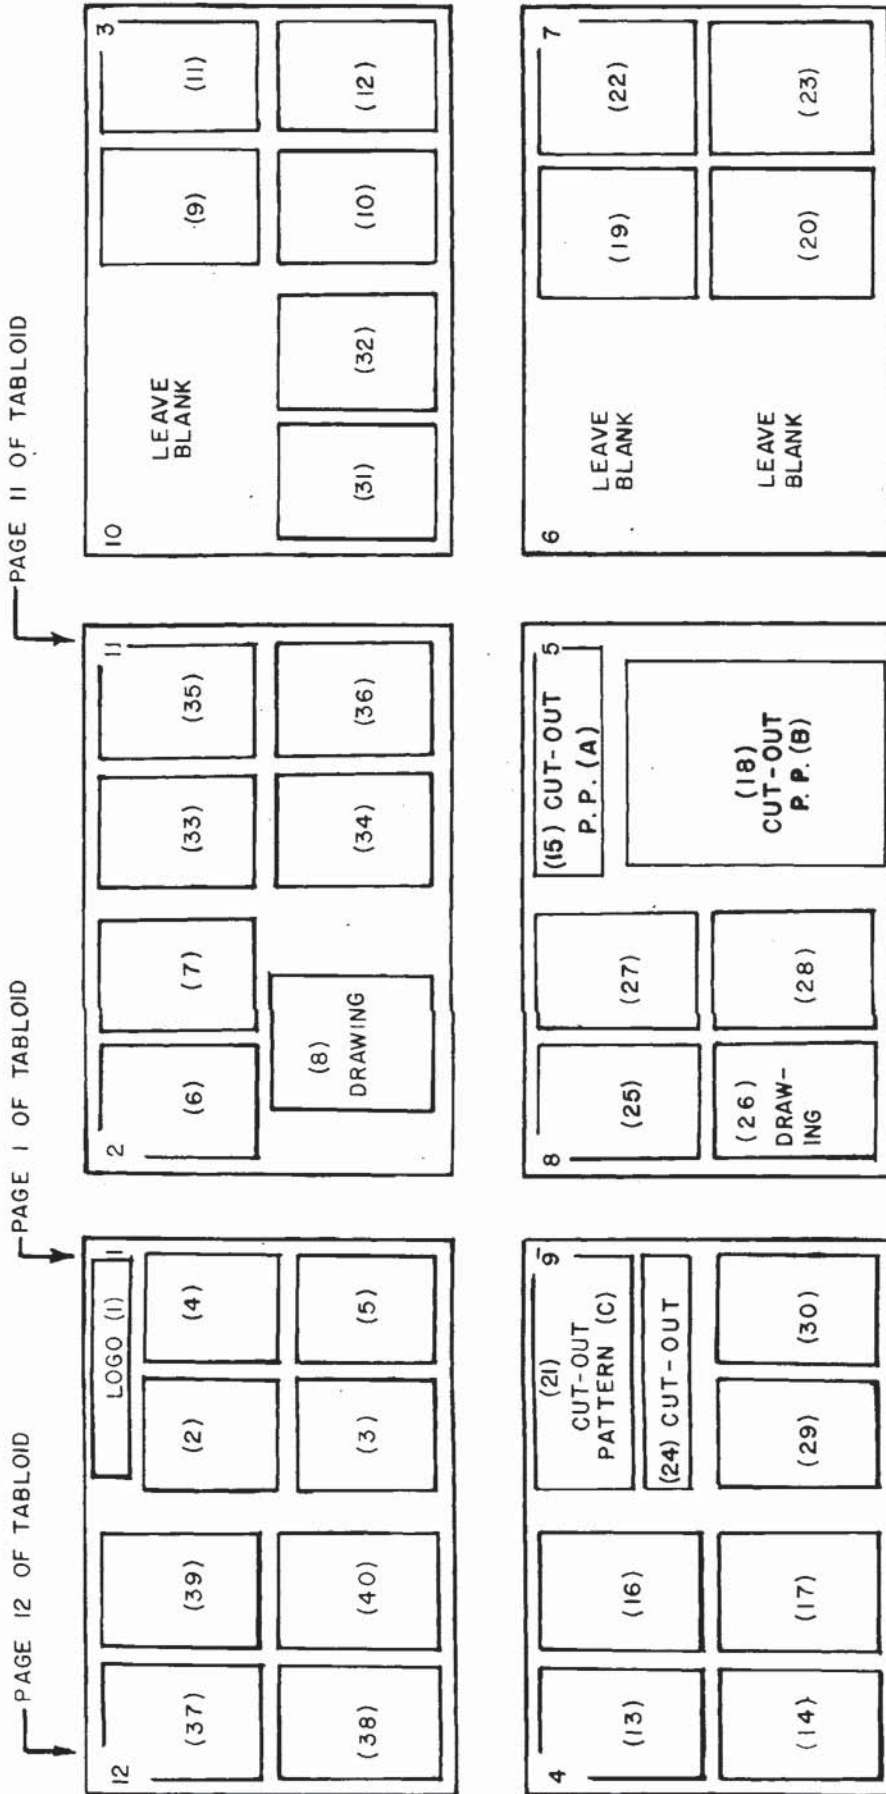 PAGE 12 OF TABLOID
PAGE 1 OF TABLOID
PAGE 11 OF TABLOID
12
(37)
(39)
(38)
(40)
1
LOGO (1)
(2)
(4)
(3)
(5)
2
(6)
(7)
(8)
DRAWING
11
(33)
(35)
(34)
(36)
10
LEAVE
BLANK
(31)
(32)
3
(9)
(11)
(10)
(12)
4
(13)
(16)
(14)
(17)
9
(21)
CUT-OUT
PATTERN (C)
(24) CUT-OUT
(29)
(30)
8
(25)
(27)
(26)
DRAW-
ING
(28)
5
(15) CUT-OUT
P.P. (A)
(18)
CUT-OUT
P.P. (B)
6
LEAVE
BLANK
LEAVE
BLANK
7
(19)
(22)
(20)
(23)